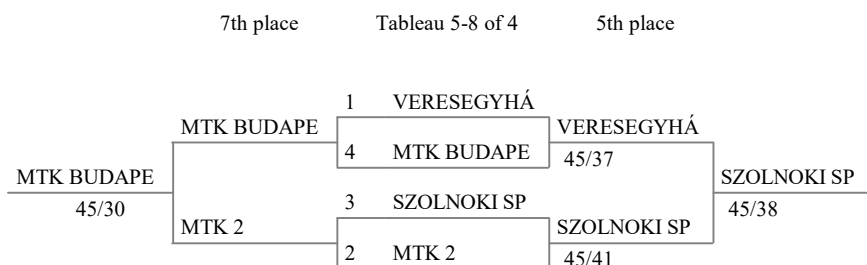 7th place Tableau 5-8 of 4 5th place
1 VERESEGYHÁ
MTK BUDAPE VERESEGYHÁ
4 MTK BUDAPE 45/37
MTK BUDAPE SZOLNOKI SP
45/30 3 SZOLNOKI SP 45/38
MTK 2 SZOLNOKI SP
2 MTK 2 45/41